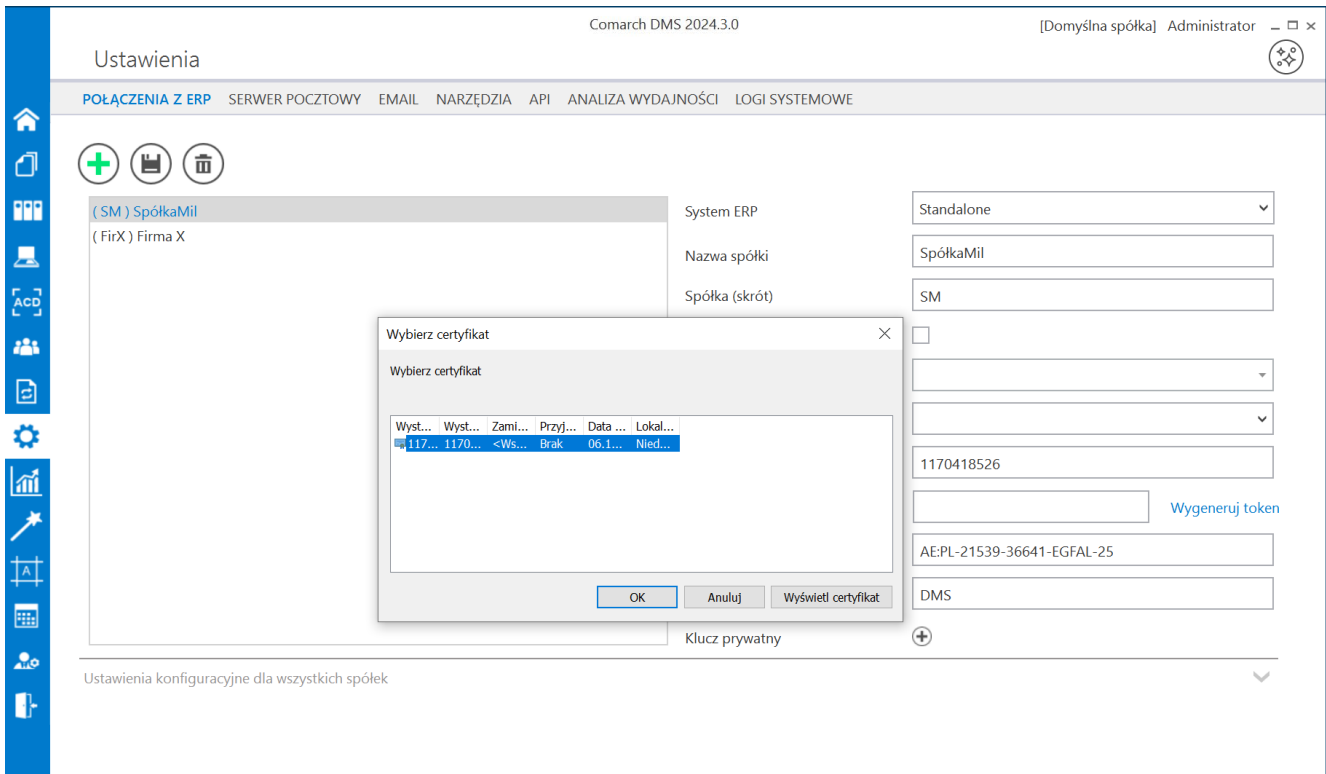 Comarch DMS 2024.3.0
[Domyślna spółka] Administrator
Ustawienia
POŁĄCZENIA Z ERP SERWER POCZTOWY EMAIL NARZĘDZIA API ANALIZA WYDAJNOŚCI LOGI SYSTEMOWE
( SM ) SpółkaMil
( FirX ) Firma X
System ERP Standalone
Nazwa spółki SpółkaMil
Spółka (skrót) SM
ACD
Wybierz certyfikat
Wybierz certyfikat
Wyst... Wyst... Zami... Przyj... Data ... Lokal...
117... 1170... <Ws... Brak 06.1... Nied...
OK Anuluj Wyświetl certyfikat
1170418526
Wygeneruj token
AE:PL-21539-36641-EGFAL-25
DMS
A
Klucz prywatny
Ustawienia konfiguracyjne dla wszystkich spółek